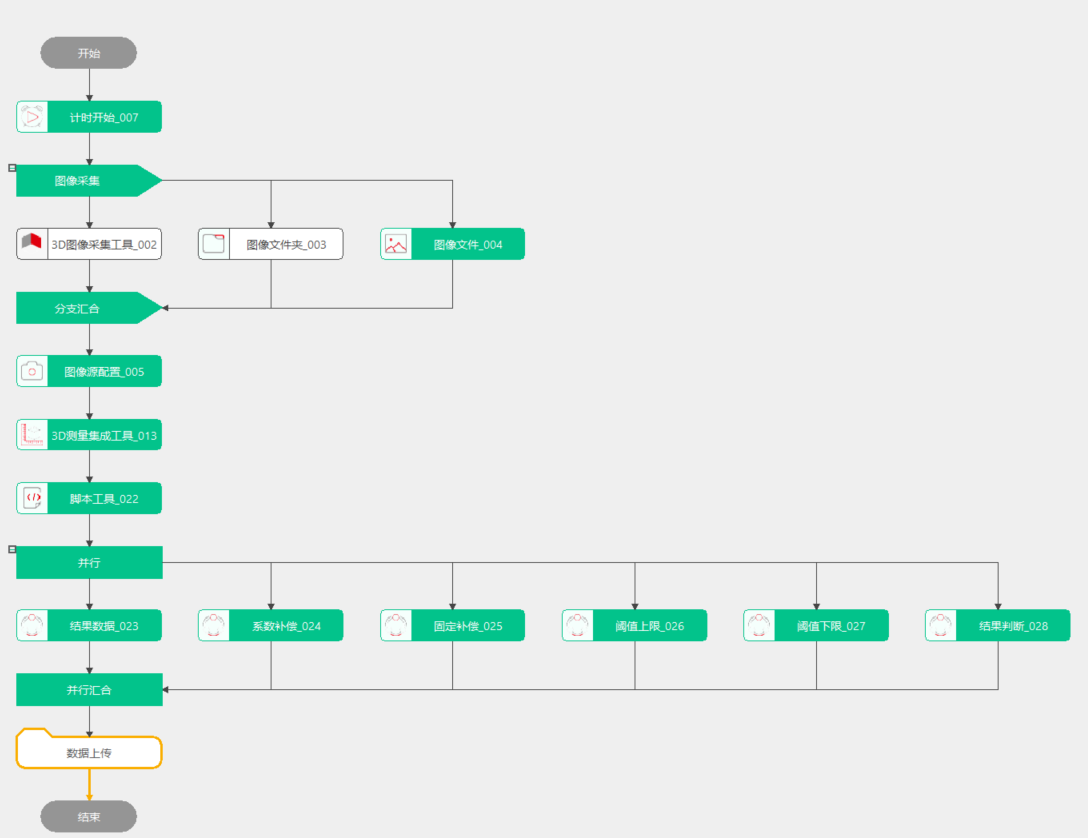 开始
计时开始_007
图像采集
3D图像采集工具_002
图像文件夹_003
图像文件_004
分支汇合
图像源配置_005
3D测量集成工具_013
脚本工具_022
并行
结果数据_023
系数补偿_024
固定补偿_025
阈值上限_026
阈值下限_027
结果判断_028
并行汇合
数据上传
结束